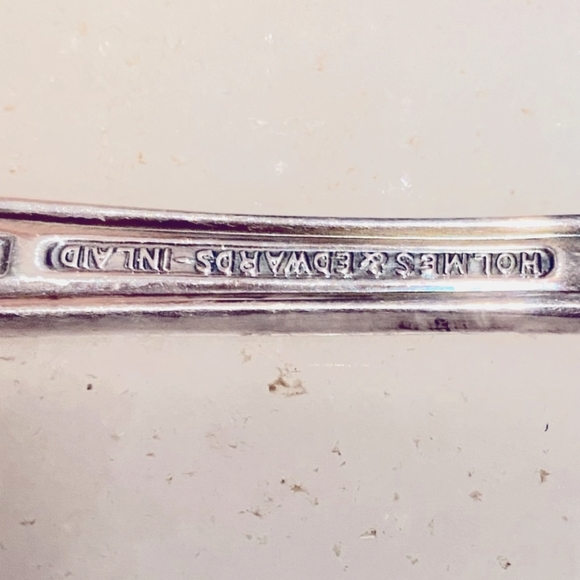 HOLMES & EDWARDS - INLAID